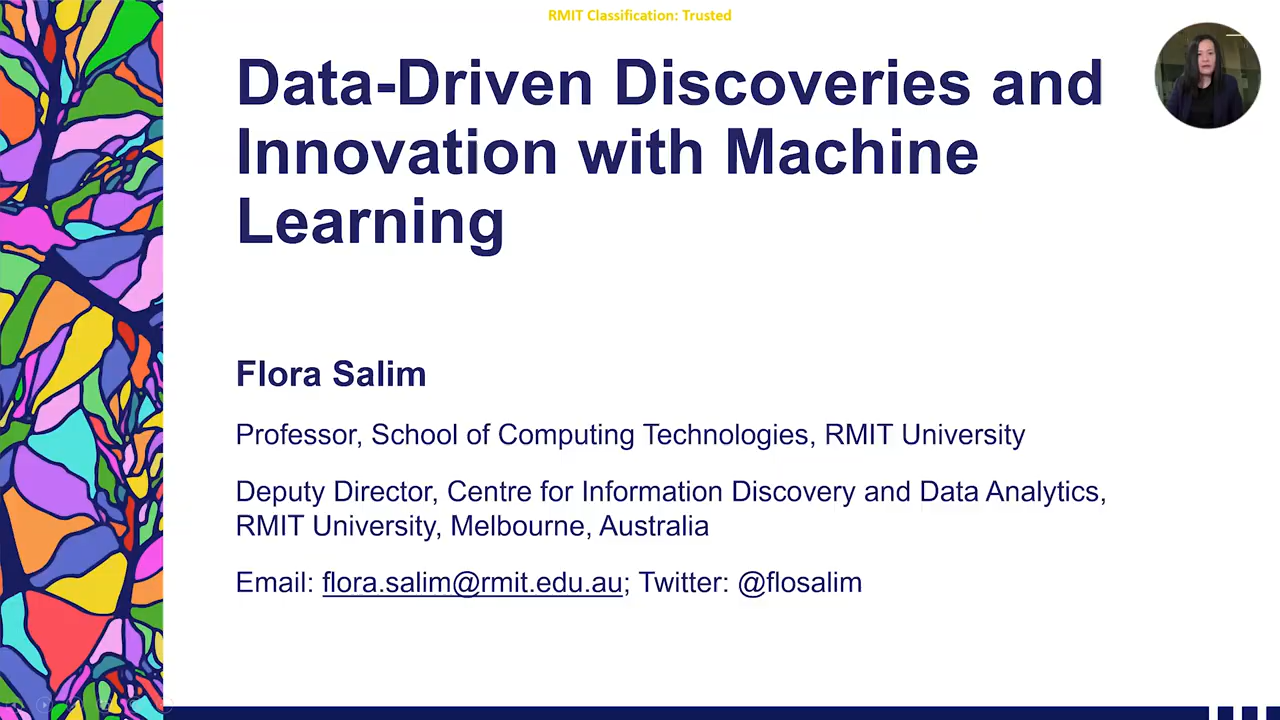 RMIT Classification: Trusted
Data-Driven Discoveries and
Innovation with Machine
Learning
Flora Salim
Professor, School of Computing Technologies, RMIT University
Deputy Director, Centre for Information Discovery and Data Analytics,
RMIT University, Melbourne, Australia
Email: flora.salim@rmit.edu.au; Twitter: @flosalim